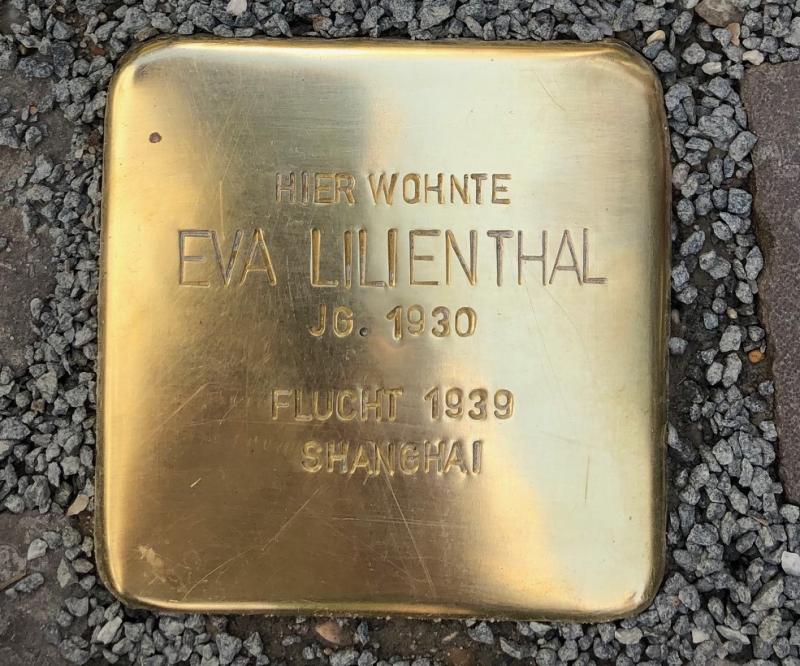 HIER WOHNTE
EVA LILIENTHAL
JG. 1930
FLUCHT 1939
SHANGHAI